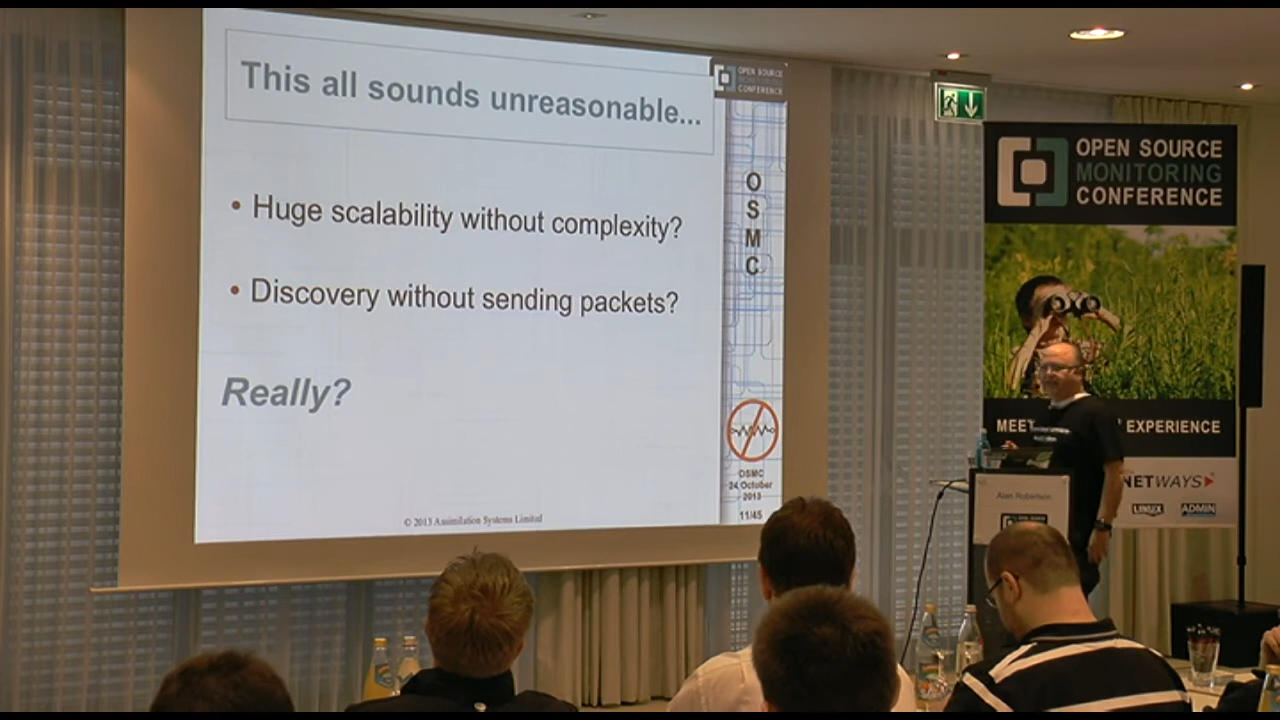 This all sounds unreasonable...
• Huge scalability without complexity?
• Discovery without sending packets?
Really?
© 2013 Assimilation Systems Limited
OPEN SOURCE
MONITORING
CONFERENCE
O
S
M
C
OSMC
24 October
2013
11/45
OPEN SOURCE
MONITORING
CONFERENCE
MEET
EXPERIENCE
NETWAYS
LINUX
ADMIN
Alan Robertson